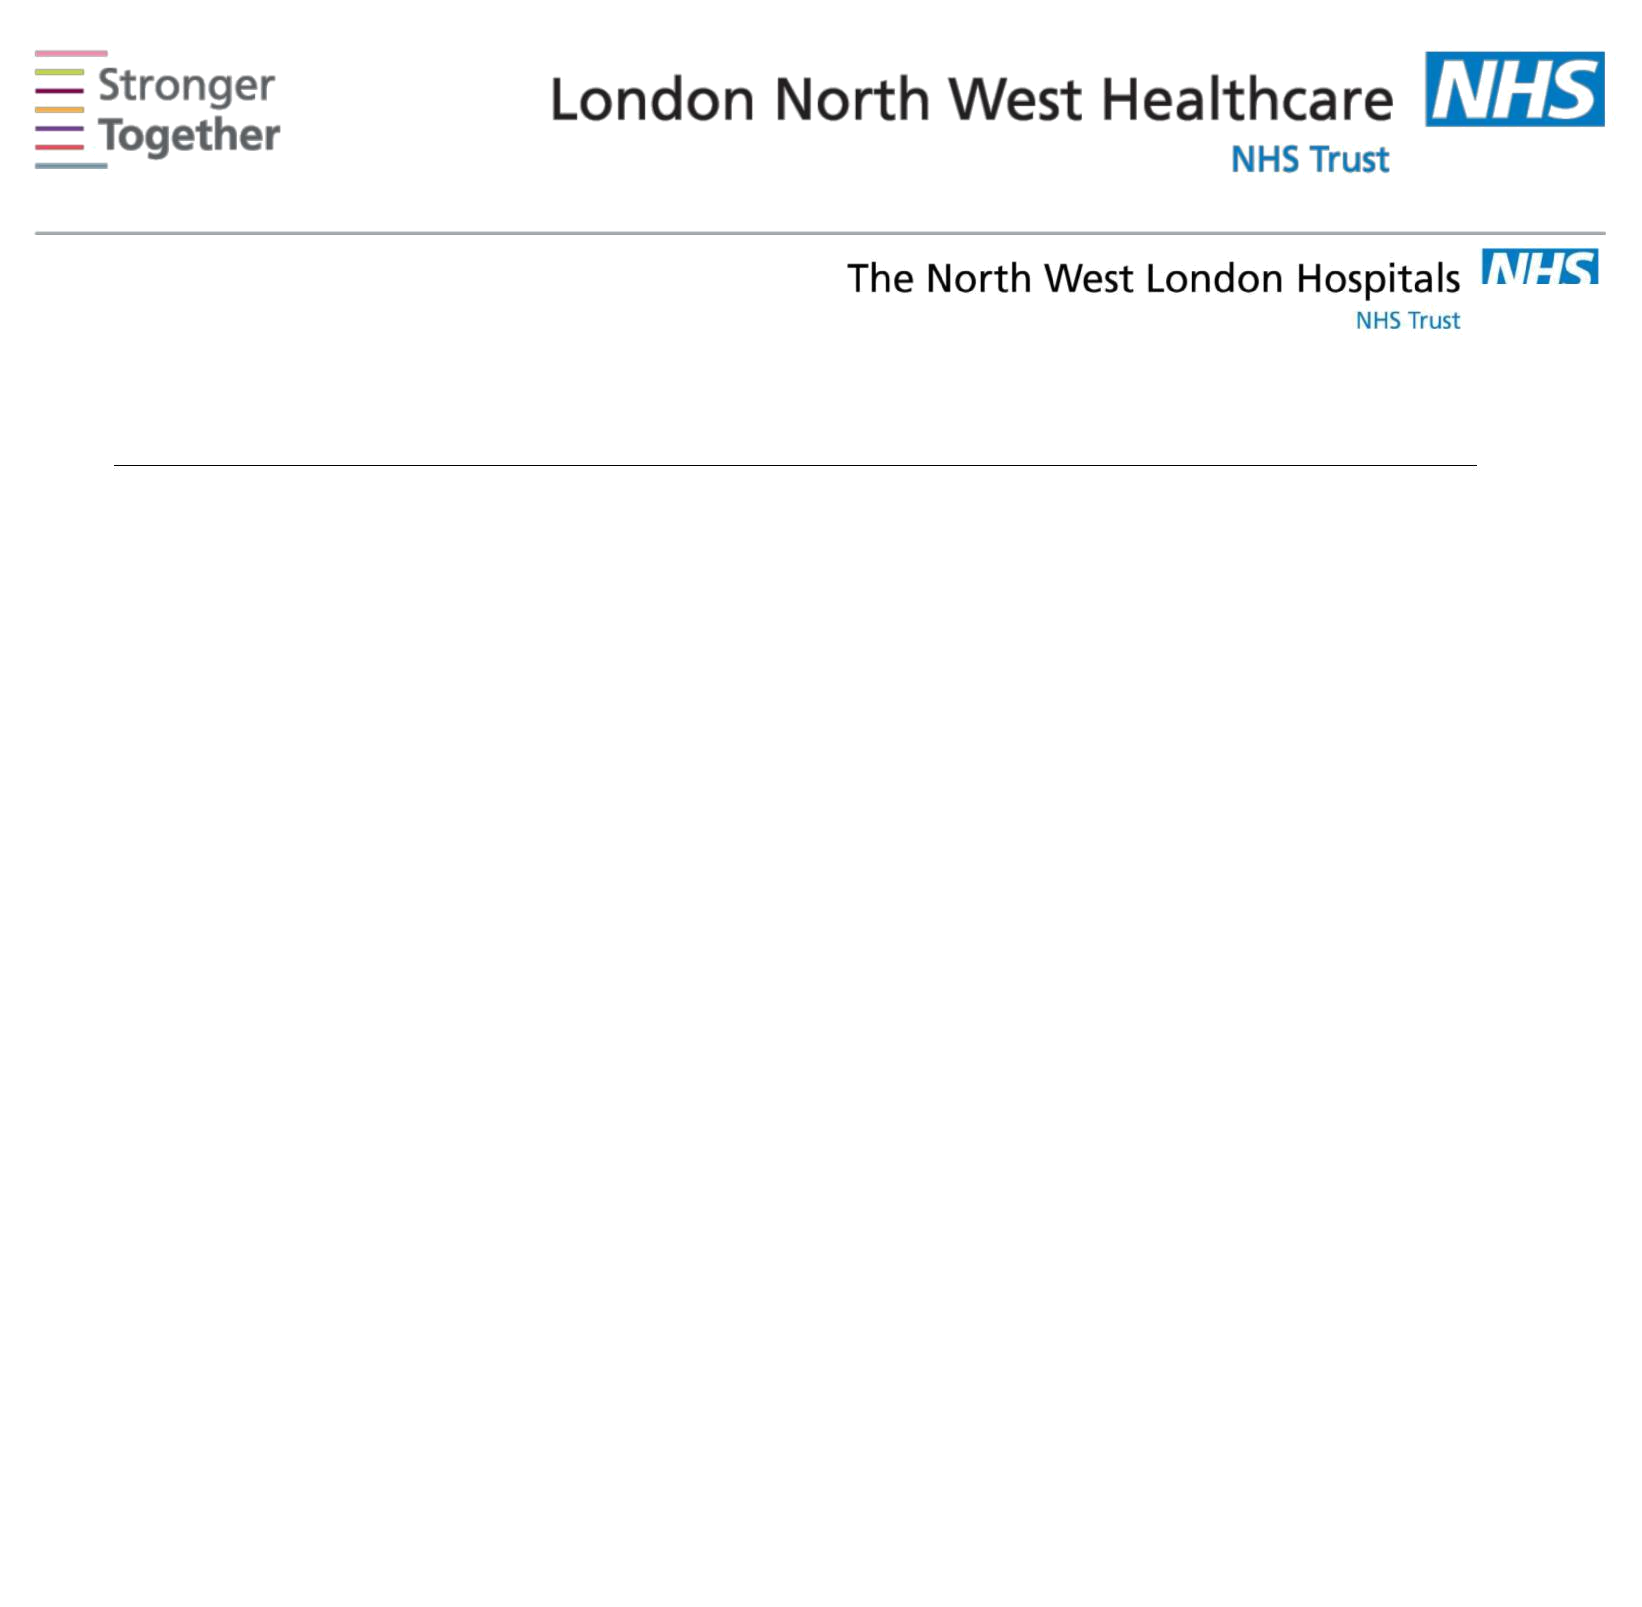 Stronger
Together
London North West Healthcare NHS
NHS Trust
The North West London Hospitals NHS
NHS Trust